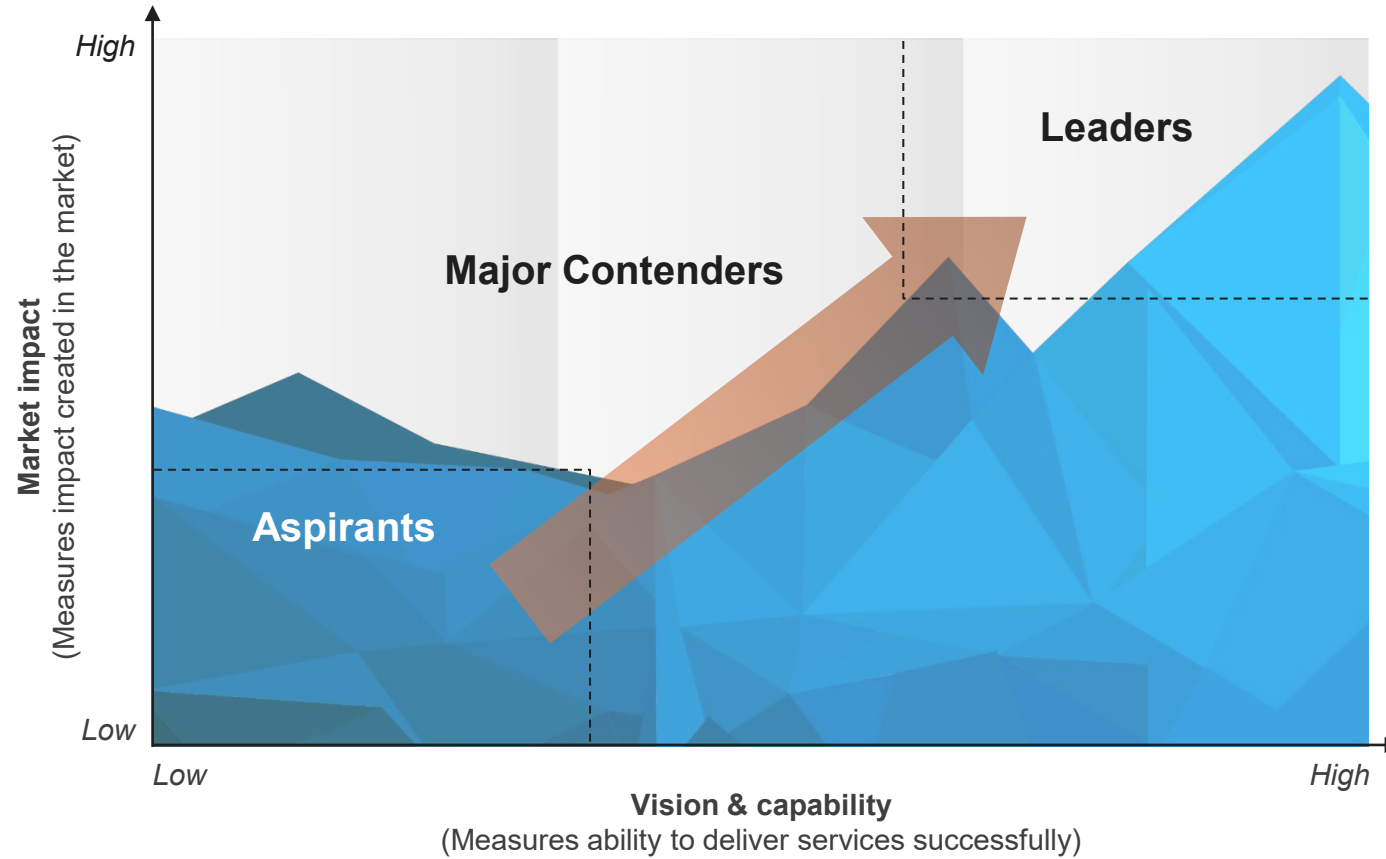 High
Leaders
Major Contenders
Market impact
(Measures impact created in the market)
Aspirants
Low
Low
High
Vision & capability
(Measures ability to deliver services successfully)